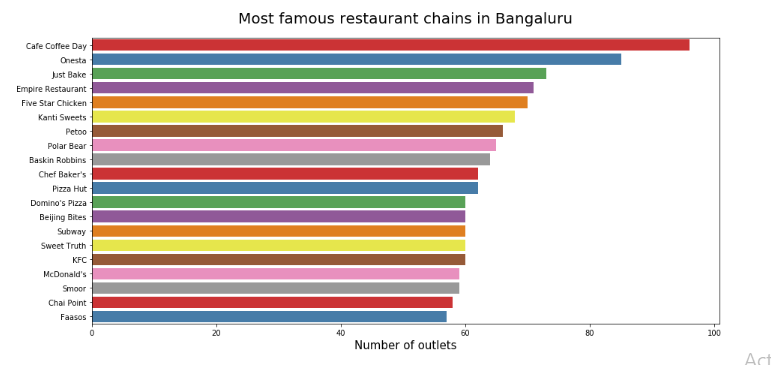 Most famous restaurant chains in Bangaluru
Cafe Coffee Day
Onesta
Just Bake
Empire Restaurant
Five Star Chicken
Kanti Sweets
Petoo
Polar Bear
Baskin Robbins
Chef Baker's
Pizza Hut
Domino's Pizza
Beijing Bites
Subway
Sweet Truth
KFC
McDonald's
Smoor
Chai Point
Faasos
0 20 40 60 80 100
Number of outlets
Act